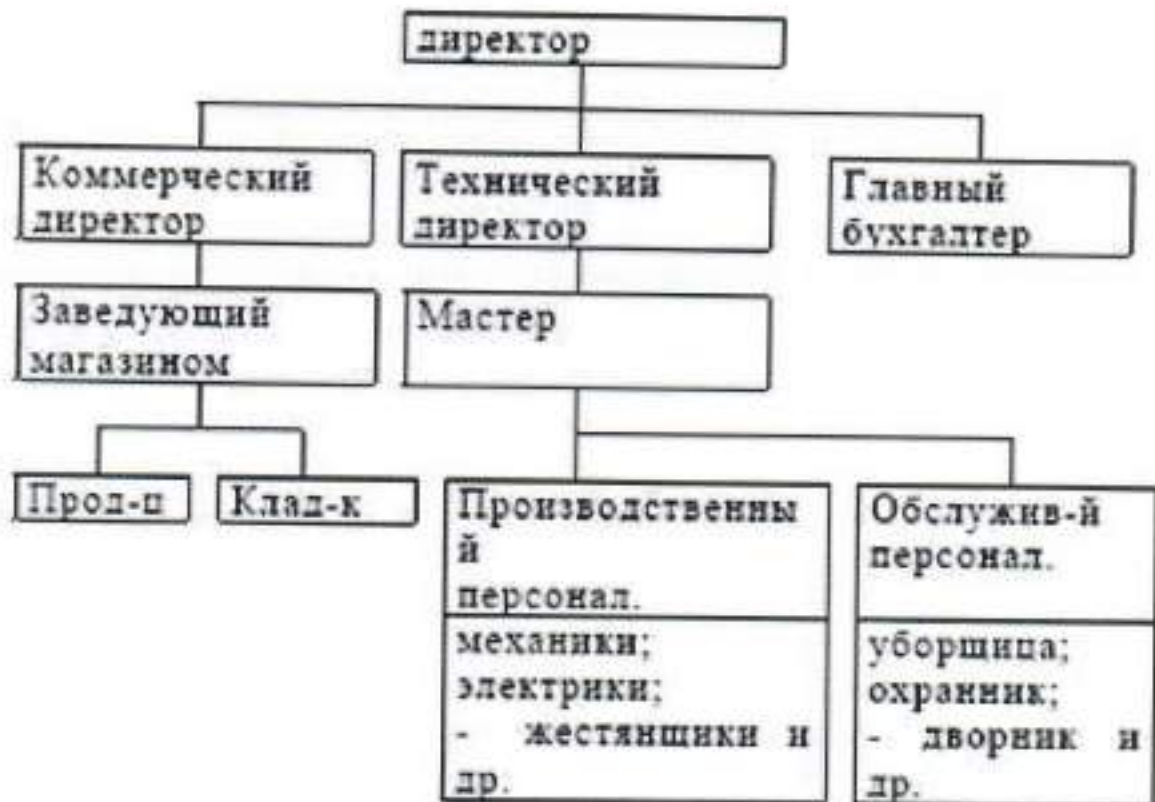 директор
Коммерческий
директор
Технический
директор
Главный
бухгалтер
Заведующий
магазином
Мастер
Прод-ц
Клад-к
Производственны
й
персонал.
Обслужив-й
персонал.
механики;
электрики;
- жестянщики и
др.
уборщица;
охранник;
- дворник и
др.